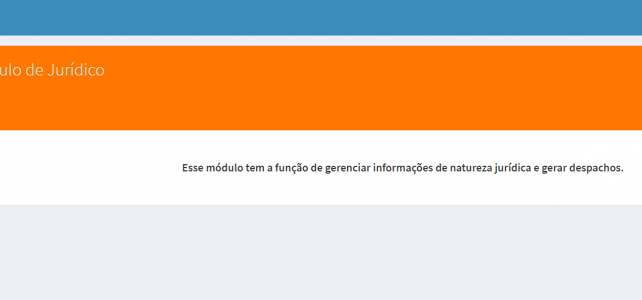 ulo de Jurídico
Esse módulo tem a função de gerenciar informações de natureza jurídica e gerar despachos.